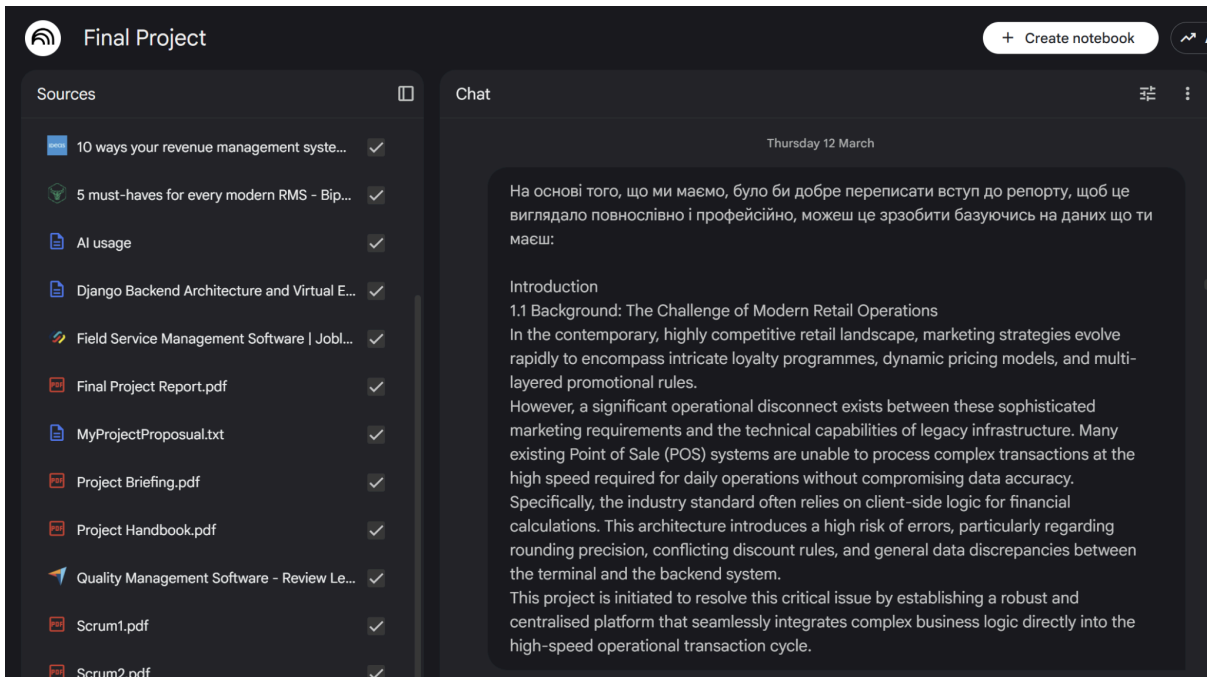 Final Project
+ Create notebook
Sources
10 ways your revenue management syste...
5 must-haves for every modern RMS - Bip...
AI usage
Django Backend Architecture and Virtual E...
Field Service Management Software | Jobl...
Final Project Report.pdf
MyProjectProposual.txt
Project Briefing.pdf
Project Handbook.pdf
Quality Management Software - Review Le...
Scrum1.pdf
Scrum2.pdf
Chat
Thursday 12 March
На основі того, що ми маємо, було би добре переписати вступ до репорту, щоб це
виглядало повнослівно і профейсійно, можеш це зрзобити базуючись на даних що ти
маєш:
Introduction
1.1 Background: The Challenge of Modern Retail Operations
In the contemporary, highly competitive retail landscape, marketing strategies evolve
rapidly to encompass intricate loyalty programmes, dynamic pricing models, and multi-
layered promotional rules.
However, a significant operational disconnect exists between these sophisticated
marketing requirements and the technical capabilities of legacy infrastructure. Many
existing Point of Sale (POS) systems are unable to process complex transactions at the
high speed required for daily operations without compromising data accuracy.
Specifically, the industry standard often relies on client-side logic for financial
calculations. This architecture introduces a high risk of errors, particularly regarding
rounding precision, conflicting discount rules, and general data discrepancies between
the terminal and the backend system.
This project is initiated to resolve this critical issue by establishing a robust and
centralised platform that seamlessly integrates complex business logic directly into the
high-speed operational transaction cycle.